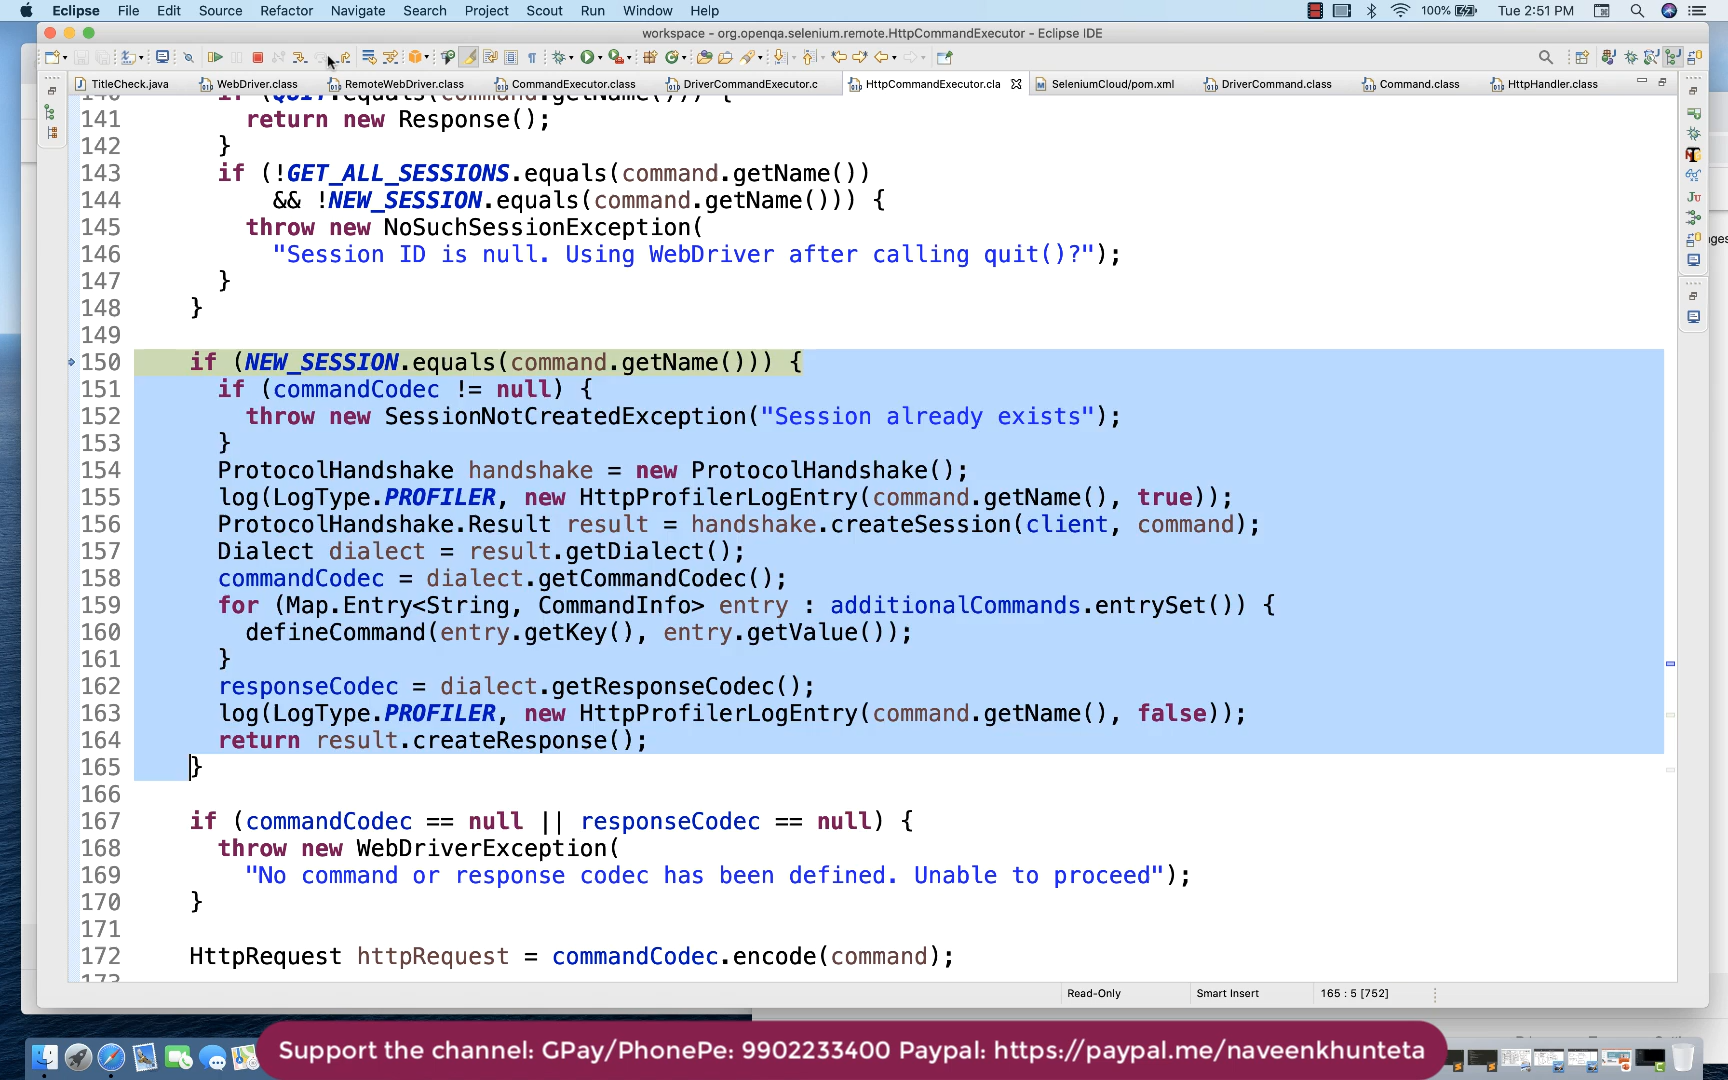 Eclipse File Edit Source Refactor Navigate Search Project Scout Run Window Help 100% Tue 2:51 PM
workspace - org.openqa.selenium.remote.HttpCommandExecutor - Eclipse IDE
TitleCheck.java WebDriver.class RemoteWebDriver.class CommandExecutor.class DriverCommandExecutor.c HttpCommandExecutor.cla SeleniumCloud/pom.xml DriverCommand.class Command.class HttpHandler.class
140 if (QUIT.equals(command.getName())) {
141 return new Response();
142 }
143 if (!GET_ALL_SESSIONS.equals(command.getName())
144 && !NEW_SESSION.equals(command.getName())) {
145 throw new NoSuchSessionException(
146 "Session ID is null. Using WebDriver after calling quit()?");
147 }
148 }
149
150 if (NEW_SESSION.equals(command.getName())) {
151 if (commandCodec != null) {
152 throw new SessionNotCreatedException("Session already exists");
153 }
154 ProtocolHandshake handshake = new ProtocolHandshake();
155 log(LogType.PROFILER, new HttpProfilerLogEntry(command.getName(), true));
156 ProtocolHandshake.Result result = handshake.createSession(client, command);
157 Dialect dialect = result.getDialect();
158 commandCodec = dialect.getCommandCodec();
159 for (Map.Entry<String, CommandInfo> entry : additionalCommands.entrySet()) {
160 defineCommand(entry.getKey(), entry.getValue());
161 }
162 responseCodec = dialect.getResponseCodec();
163 log(LogType.PROFILER, new HttpProfilerLogEntry(command.getName(), false));
164 return result.createResponse();
165 }
166
167 if (commandCodec == null || responseCodec == null) {
168 throw new WebDriverException(
169 "No command or response codec has been defined. Unable to proceed");
170 }
171
172 HttpRequest httpRequest = commandCodec.encode(command);
173
Read-Only Smart Insert 165 : 5 [752]
Support the channel: GPay/PhonePe: 9902233400 Paypal: https://paypal.me/naveenkhunteta